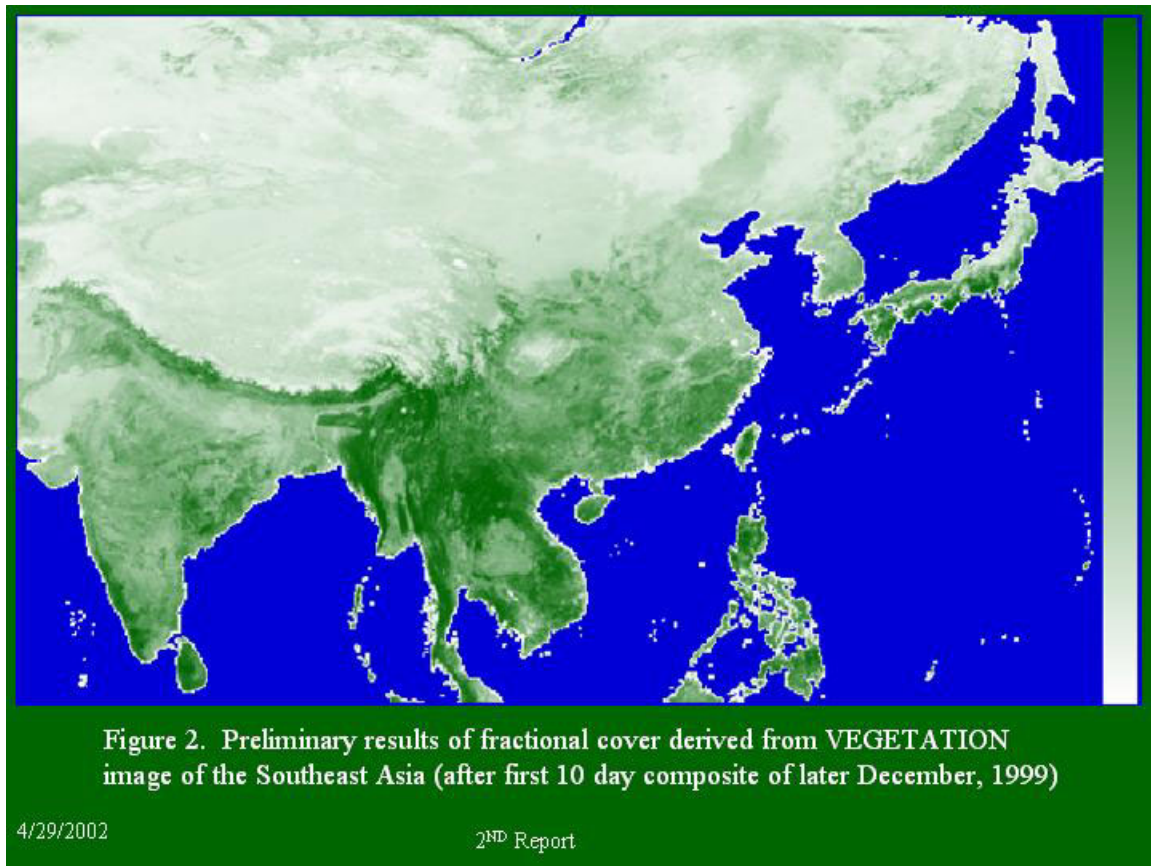 Figure 2.  Preliminary results of fractional cover derived from VEGETATION
image of the Southeast Asia (after first 10 day composite of later December, 1999)
4/29/2002
2ND Report